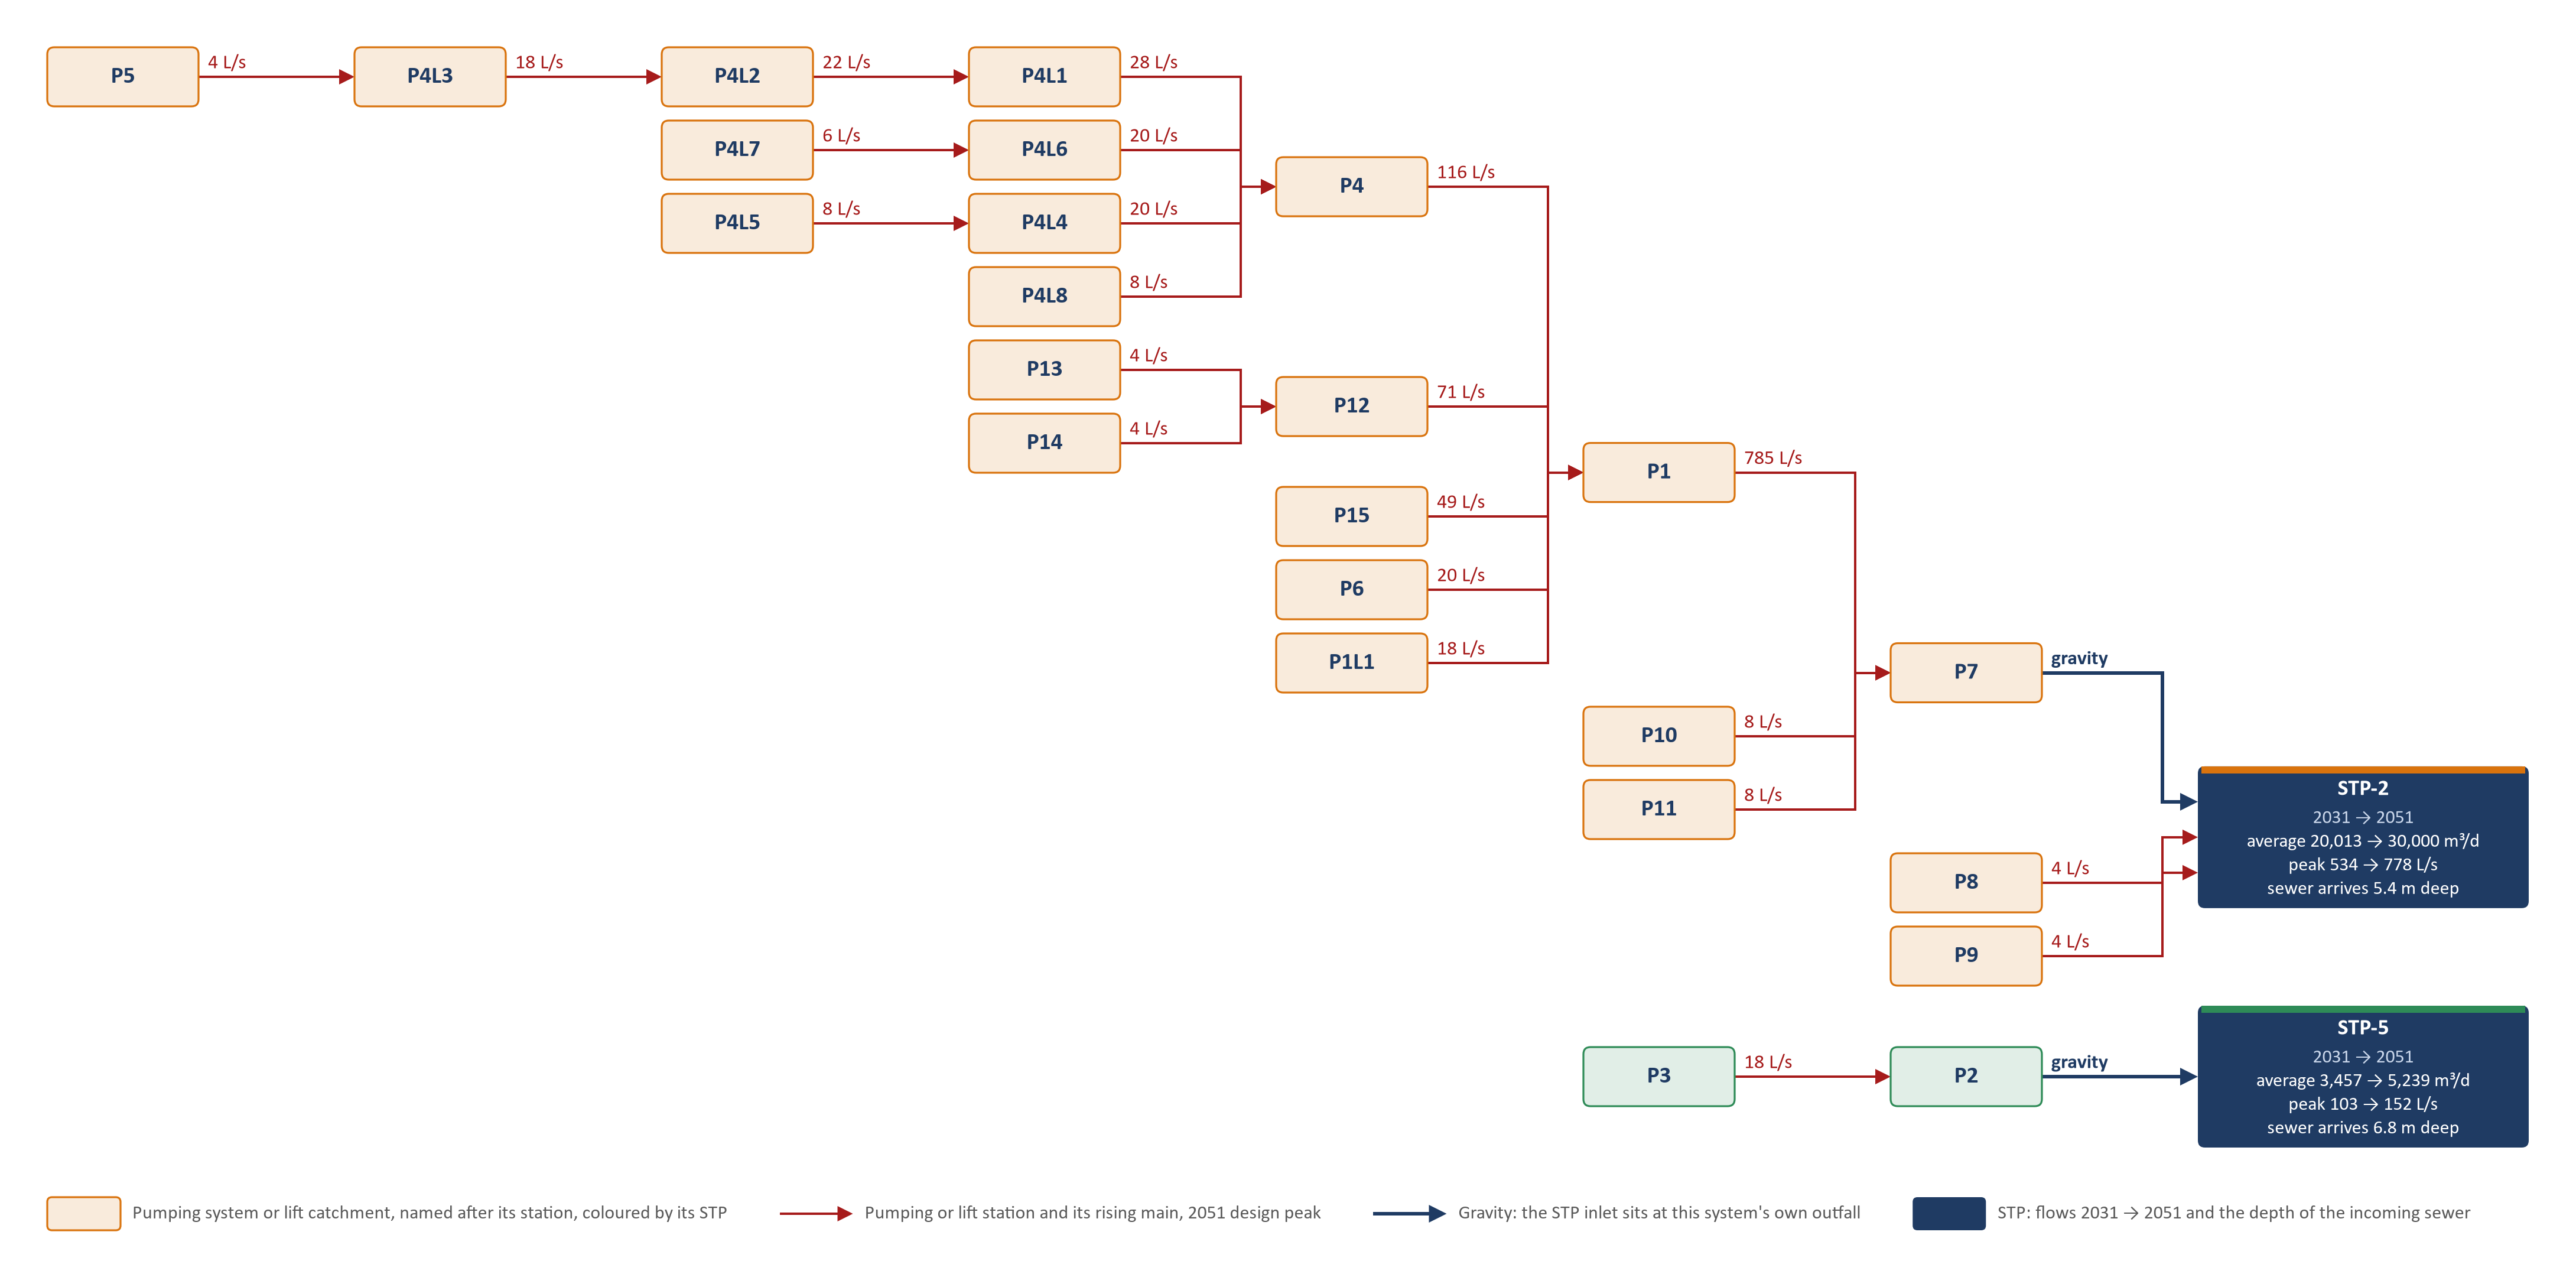 P5
4 L/s
P4L3
18 L/s
P4L2
22 L/s
P4L1
28 L/s
P4L7
6 L/s
P4L6
20 L/s
P4L5
8 L/s
P4L4
20 L/s
P4L8
8 L/s
P4
116 L/s
P13
4 L/s
P14
4 L/s
P12
71 L/s
P15
49 L/s
P6
20 L/s
P1L1
18 L/s
P1
785 L/s
P10
8 L/s
P11
8 L/s
P7
gravity
P8
4 L/s
P9
4 L/s
STP-2
2031 → 2051
average 20,013 → 30,000 m³/d
peak 534 → 778 L/s
sewer arrives 5.4 m deep
P3
18 L/s
P2
gravity
STP-5
2031 → 2051
average 3,457 → 5,239 m³/d
peak 103 → 152 L/s
sewer arrives 6.8 m deep
Pumping system or lift catchment, named after its station, coloured by its STP
Pumping or lift station and its rising main, 2051 design peak
Gravity: the STP inlet sits at this system's own outfall
STP: flows 2031 → 2051 and the depth of the incoming sewer